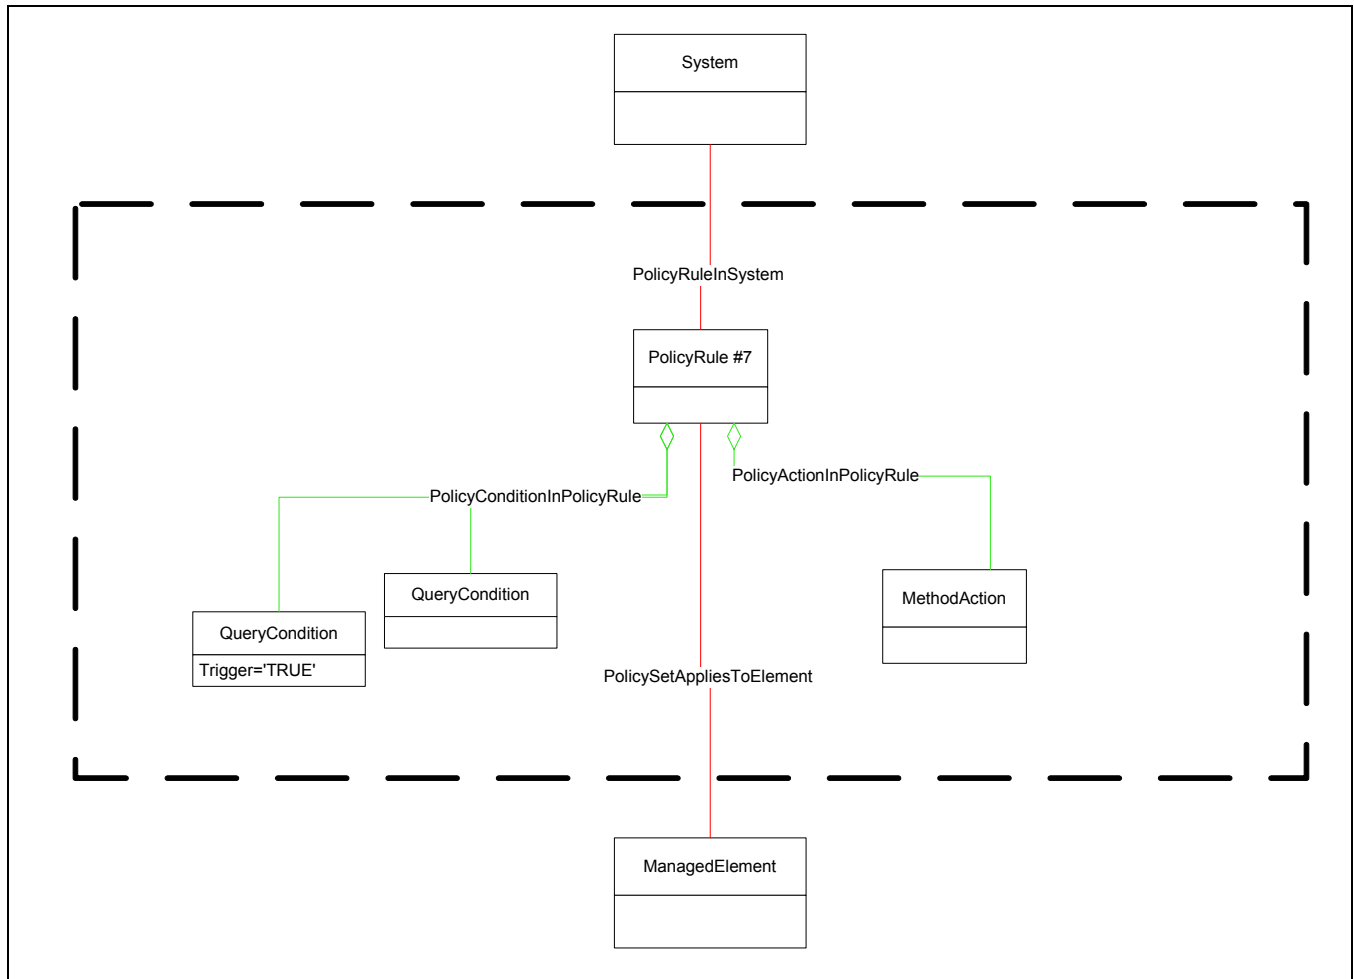 System
PolicyRuleInSystem
PolicyRule #7
PolicyActionInPolicyRule
PolicyConditionInPolicyRule
QueryCondition
MethodAction
QueryCondition
Trigger='TRUE'
PolicySetAppliesToElement
ManagedElement